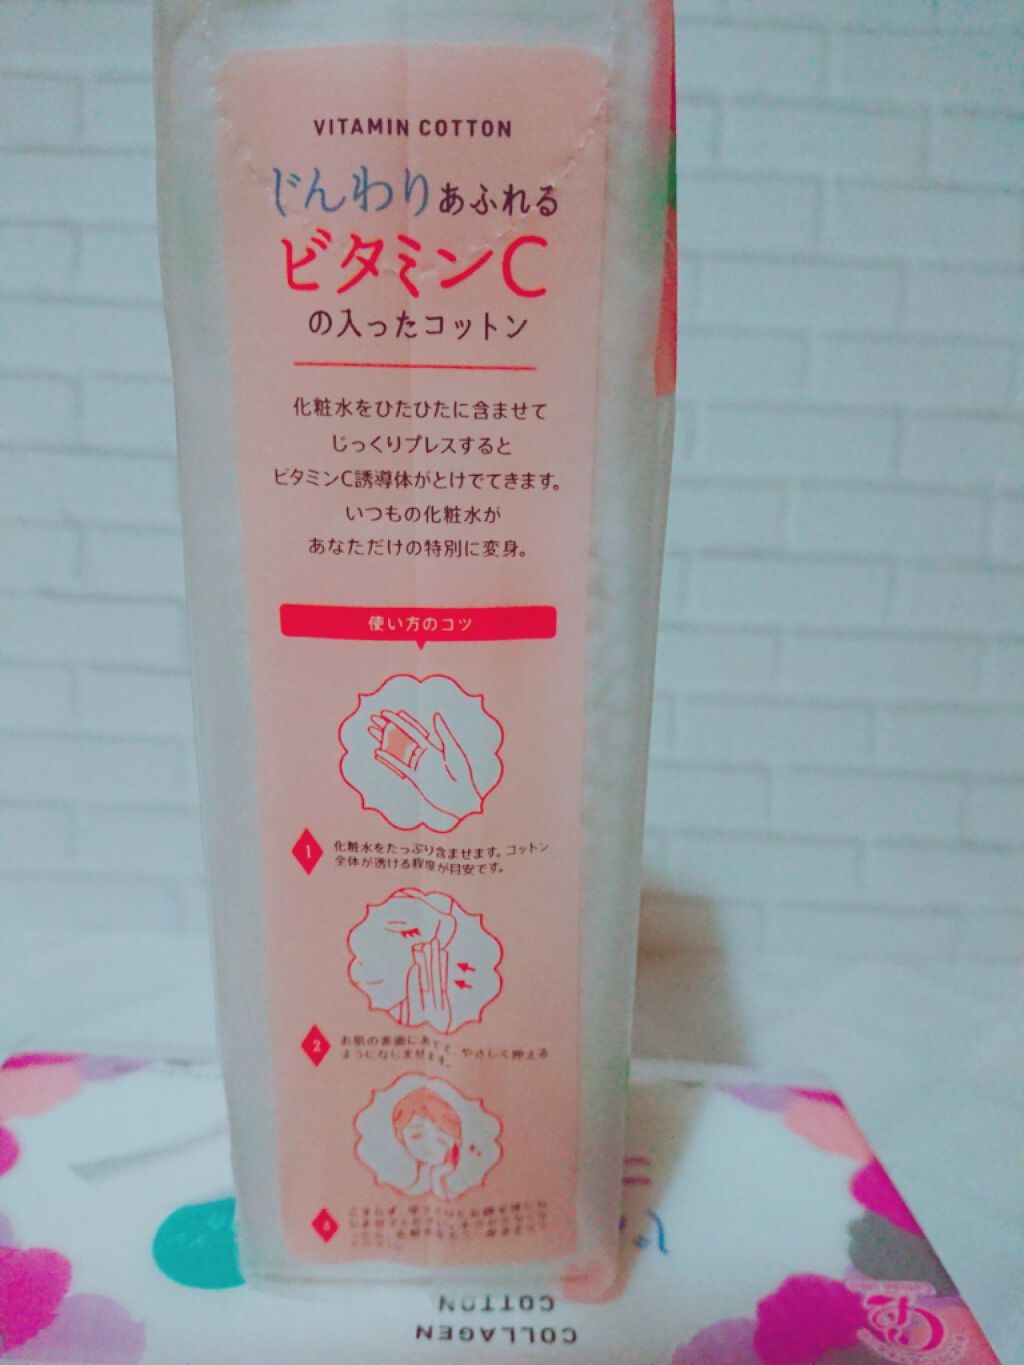 VITAMIN COTTON
じんわりあふれる
ビタミンC
の入ったコットン
化粧水をひたひたに含ませて
じっくりプレスすると
ビタミンC誘導体がとけでてきます。
いつもの化粧水が
あなただけの特別に変身。
使い方のコツ
1 化粧水をたっぷり含ませます。コットン
全体が透ける程度が目安です。
2 お肌の表面にあてて、やさしく押える
ようになじませます。
3
COTTON
COLLAGEN